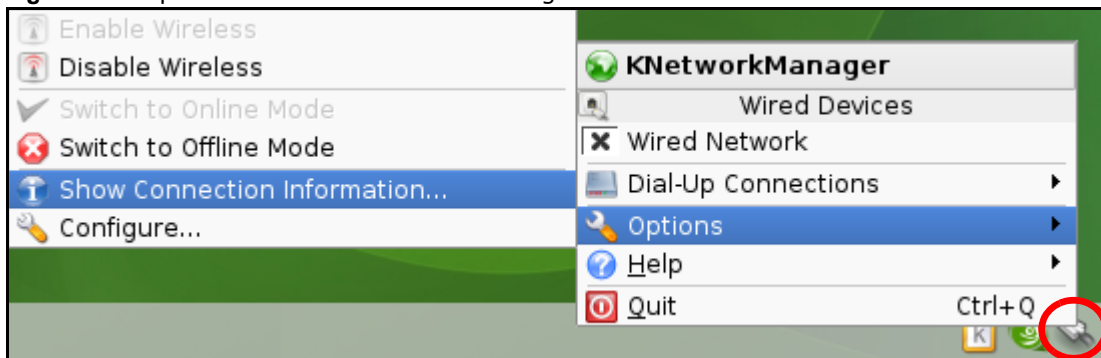 Enable Wireless
Disable Wireless
Switch to Online Mode
Switch to Offline Mode
Show Connection Information...
Configure...
KNetworkManager
Wired Devices
Wired Network
Dial-Up Connections
Options
Help
Quit Ctrl+Q
K